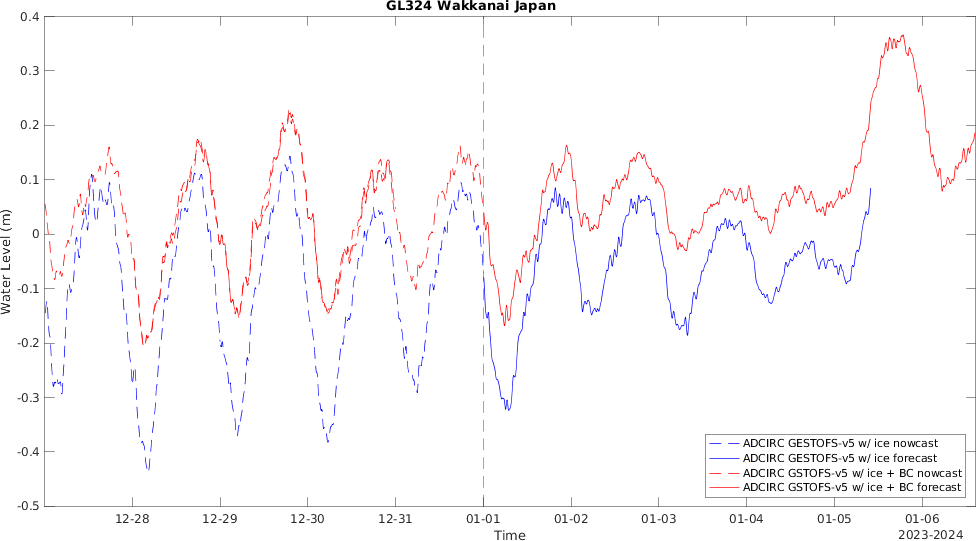 GL324 Wakkanai Japan
0.4
0.3
0.2
0.1
0
-0.1
-0.2
-0.3
-0.4
-0.5
Water Level (m)
ADCIRC GESTOFS-v5 w/ ice nowcast
ADCIRC GESTOFS-v5 w/ ice forecast
ADCIRC GSTOFS-v5 w/ ice + BC nowcast
ADCIRC GSTOFS-v5 w/ ice + BC forecast
12-28 12-29 12-30 12-31 01-01 01-02 01-03 01-04 01-05 01-06
Time
2023-2024